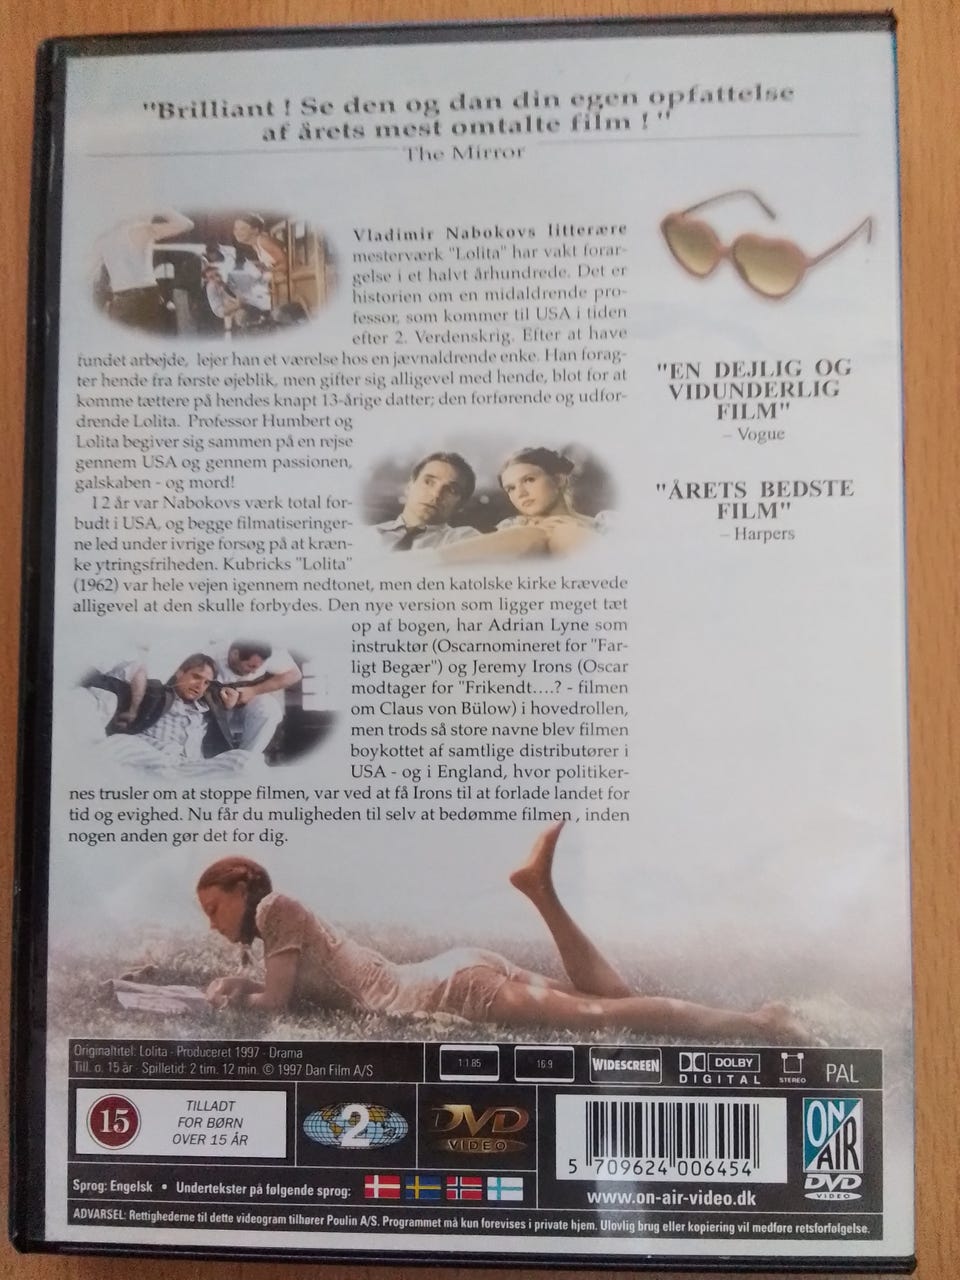 "Brilliant ! Se den og dan din egen opfattelse
af årets mest omtalte film ! "
The Mirror
Vladimir Nabokovs litterære
mesterværk "Lolita" har vakt forar-
gelse i et halvt århundrede. Det er
historien om en midaldrende pro-
fessor, som kommer til USA i tiden
efter 2. Verdenskrig. Efter at have
fundet arbejde, lejer han et værelse hos en jævnaldrende enke. Han forag-
ter hende fra første øjeblik, men gifter sig alligevel med hende, blot for at
komme tættere på hendes knapt 13-årige datter; den forførende og udfor-
drende Lolita. Professor Humbert og
Lolita begiver sig sammen på en rejse
gennem USA og gennem passionen,
galskaben - og mord!
12 år var Nabokovs værk total for-
budt i USA, og begge filmatiseringer-
ne led under ivrige forsøg på at kræn-
ke ytringsfriheden. Kubricks "Lolita"
(1962) var hele vejen igennem nedtonet, men den katolske kirke krævede
alligevel at den skulle forbydes. Den nye version som ligger meget tæt
op af bogen, har Adrian Lyne som
instruktør (Oscarnomineret for "Far-
ligt Begær") og Jeremy Irons (Oscar
modtager for "Frikendt....? - filmen
om Claus von Bülow) i hovedrollen,
men trods så store navne blev filmen
boykottet af samtlige distributører i
USA - og i England, hvor politiker-
nes trusler om at stoppe filmen, var ved at få Irons til at forlade landet for
tid og evighed. Nu får du muligheden til selv at bedømme filmen , inden
nogen anden gør det for dig.
"EN DEJLIG OG
VIDUNDERLIG
FILM"
– Vogue
"ÅRETS BEDSTE
FILM"
– Harpers
Originaltitel: Lolita · Produceret 1997 · Drama
Till. o. 15 år · Spilletid: 2 tim. 12 min. © 1997 Dan Film A/S
1:1.85
16:9
WIDESCREEN
DOLBY
DIGITAL
STEREO
PAL
15
TILLADT
FOR BØRN
OVER 15 ÅR
2
DVD
VIDEO
5 709624 006454
ON
AIR
DVD
VIDEO
Sprog: Engelsk • Undertekster på følgende sprog:
www.on-air-video.dk
ADVARSEL: Rettighederne til dette videogram tilhører Poulin A/S. Programmet må kun forevises i private hjem. Ulovlig brug eller kopiering vil medføre retsforfølgelse.